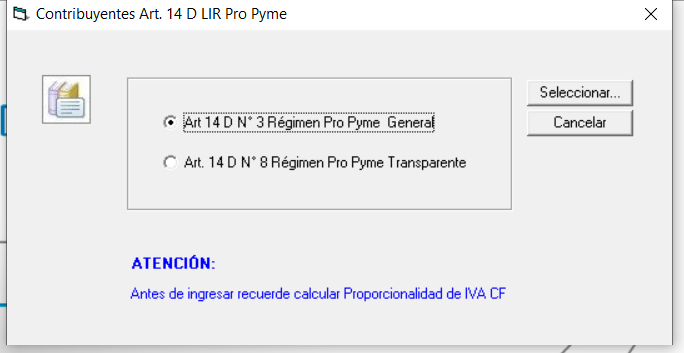 Contribuyentes Art. 14 D LIR Pro Pyme
Seleccionar...
Art 14 D N° 3 Régimen Pro Pyme General
Cancelar
Art. 14 D N° 8 Régimen Pro Pyme Transparente
ATENCIÓN:
Antes de ingresar recuerde calcular Proporcionalidad de IVA CF